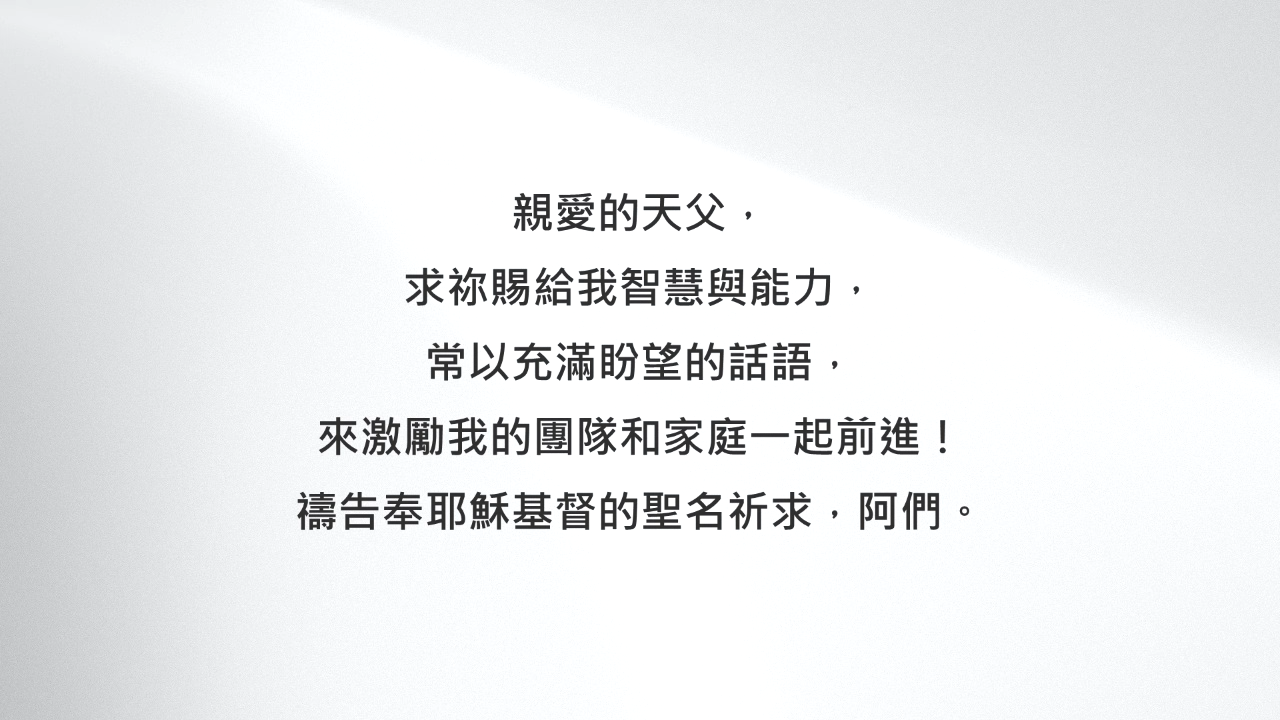 親愛的天父，
求祢賜給我智慧與能力，
常以充滿盼望的話語，
來激勵我的團隊和家庭一起前進！
禱告奉耶穌基督的聖名祈求，阿們。